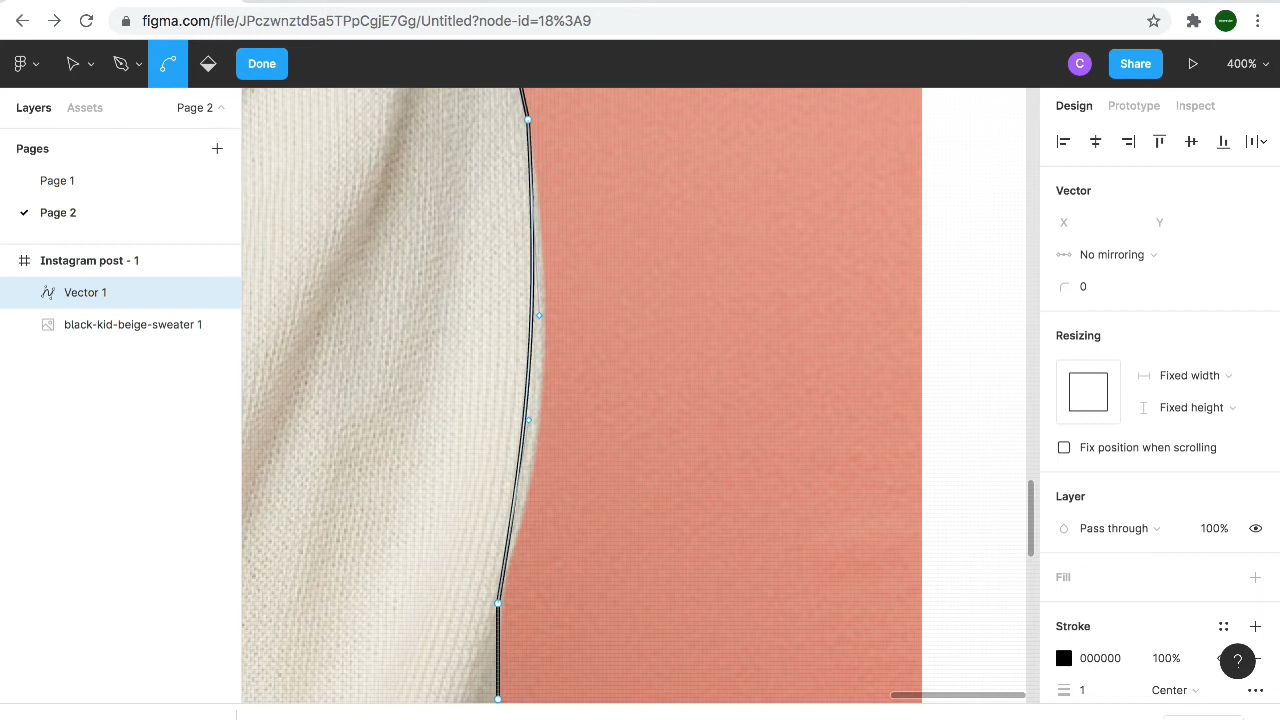 figma.com/file/JPczwnztd5a5TPpCgjE7Gg/Untitled?node-id=18%3A9
Done
C
Share
400%
Layers
Assets
Page 2
Design
Prototype
Inspect
Pages
Page 1
Page 2
Vector
X
Y
Instagram post - 1
No mirroring
Vector 1
0
black-kid-beige-sweater 1
Resizing
Fixed width
Fixed height
Fix position when scrolling
Layer
Pass through
100%
Fill
Stroke
000000
100%
?
1
Center